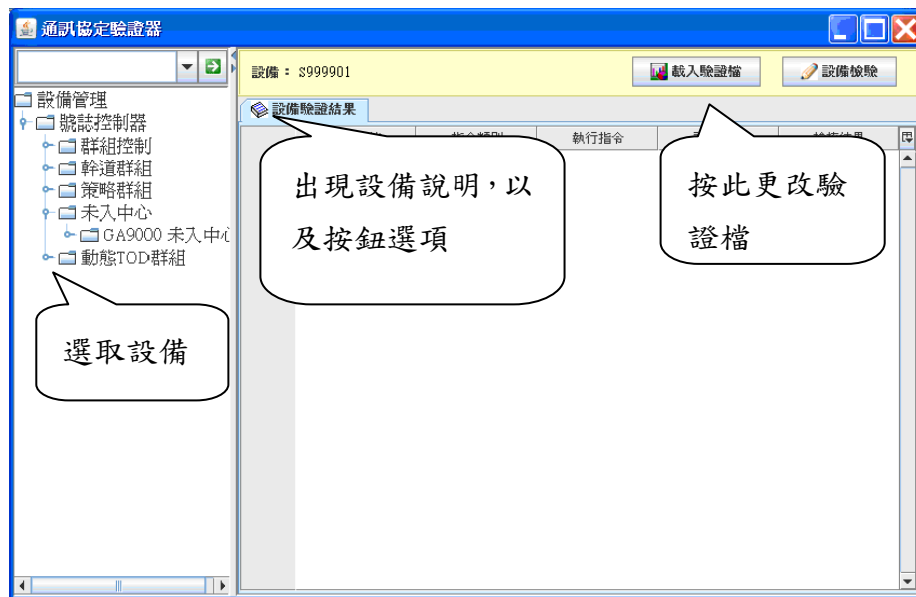 通訊協定驗證器
設備： S999901
載入驗證檔
設備檢驗
設備管理
號誌控制器
群組控制
幹道群組
策略群組
未入中心
GA9000 未入中心
動態TOD群組
設備驗證結果
執行指令
出現設備說明，以
及按鈕選項
按此更改驗
證檔
選取設備